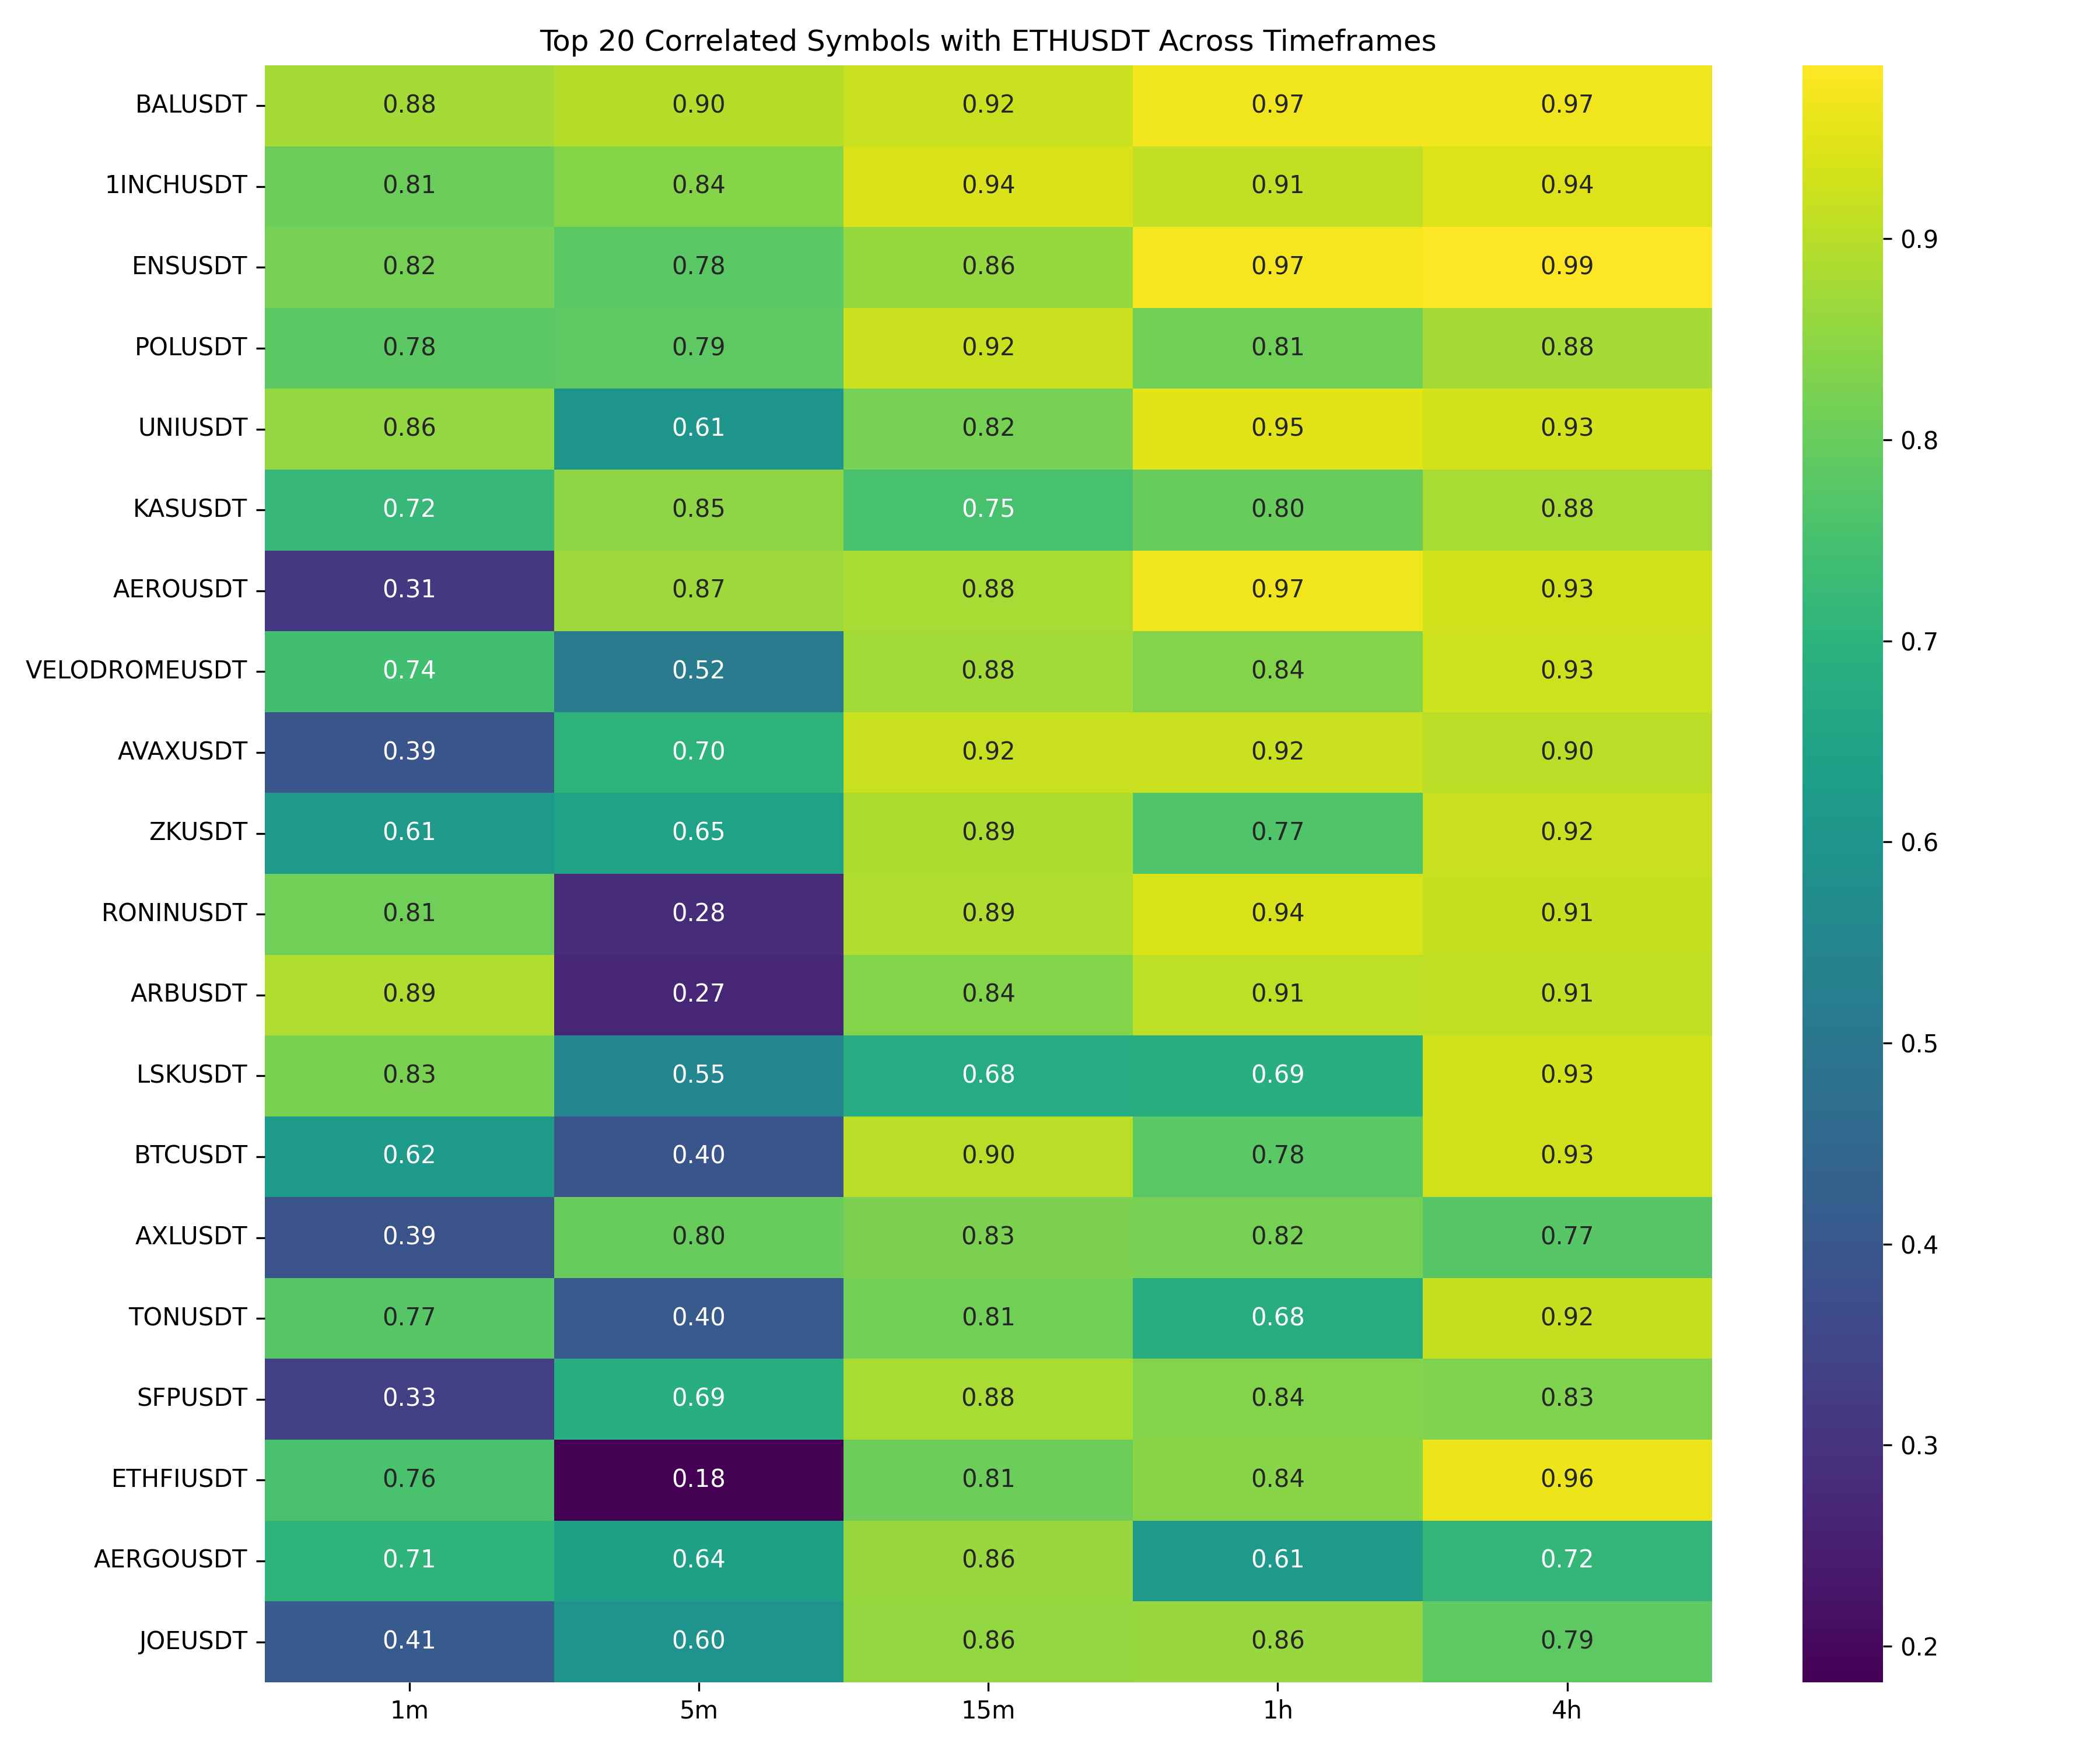 Top 20 Correlated Symbols with ETHUSDT Across Timeframes
BALUSDT 0.88 0.90 0.92 0.97 0.97
1INCHUSDT 0.81 0.84 0.94 0.91 0.94
ENSUSDT 0.82 0.78 0.86 0.97 0.99
POLUSDT 0.78 0.79 0.92 0.81 0.88
UNIUSDT 0.86 0.61 0.82 0.95 0.93
KASUSDT 0.72 0.85 0.75 0.80 0.88
AEROUSDT 0.31 0.87 0.88 0.97 0.93
VELODROMEUSDT 0.74 0.52 0.88 0.84 0.93
AVAXUSDT 0.39 0.70 0.92 0.92 0.90
ZKUSDT 0.61 0.65 0.89 0.77 0.92
RONINUSDT 0.81 0.28 0.89 0.94 0.91
ARBUSDT 0.89 0.27 0.84 0.91 0.91
LSKUSDT 0.83 0.55 0.68 0.69 0.93
BTCUSDT 0.62 0.40 0.90 0.78 0.93
AXLUSDT 0.39 0.80 0.83 0.82 0.77
TONUSDT 0.77 0.40 0.81 0.68 0.92
SFPUSDT 0.33 0.69 0.88 0.84 0.83
ETHFIUSDT 0.76 0.18 0.81 0.84 0.96
AERGOUSDT 0.71 0.64 0.86 0.61 0.72
JOEUSDT 0.41 0.60 0.86 0.86 0.79
1m 5m 15m 1h 4h
0.9
0.8
0.7
0.6
0.5
0.4
0.3
0.2